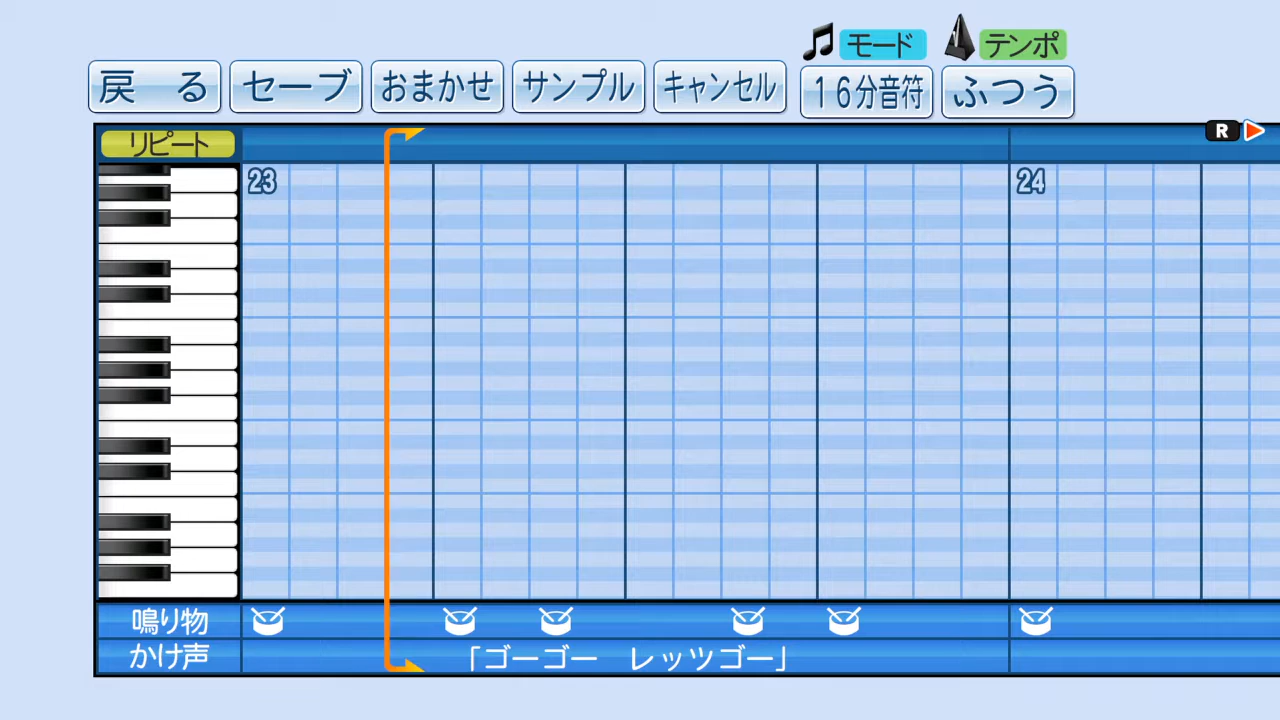 モード テンポ
戻　る セーブ おまかせ サンプル キャンセル 16分音符 ふつう
リピート R
23 24
鳴り物
かけ声 「ゴーゴー　レッツゴー」